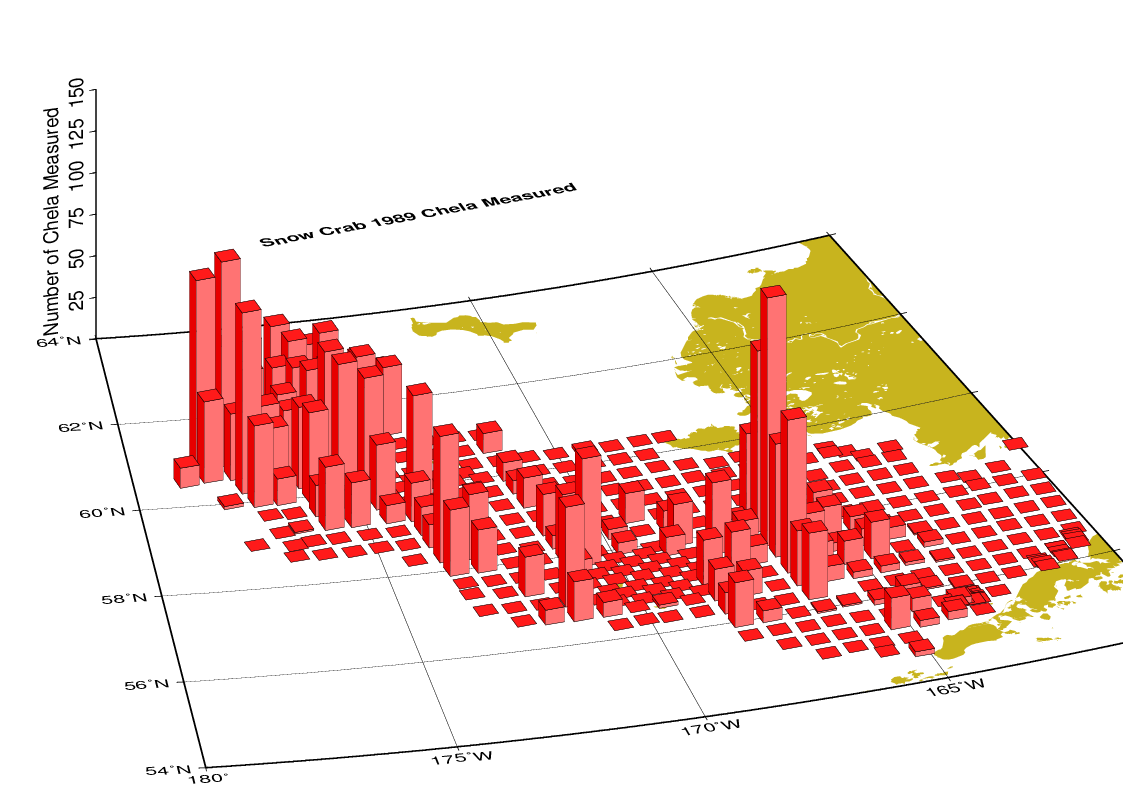 150
125
100
75
50
25
Number of Chela Measured
Snow Crab 1989 Chela Measured
64°N
62°N
60°N
58°N
56°N
54°N
180°
175°W
170°W
165°W